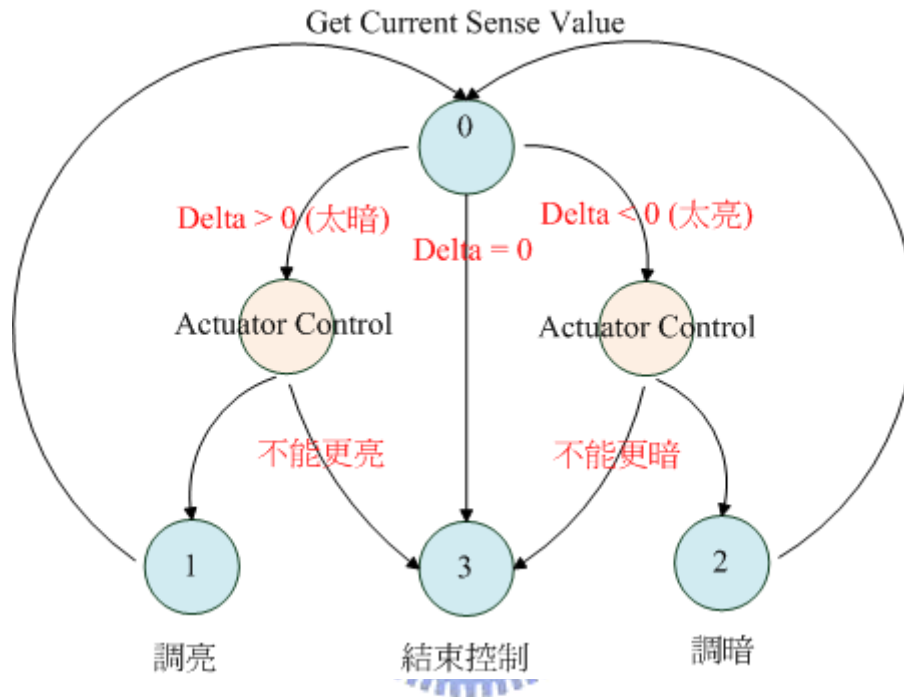 Get Current Sense Value
0
Delta > 0 (太暗)
Delta < 0 (太亮)
Delta = 0
Actuator Control
Actuator Control
不能更亮
不能更暗
1
3
2
調亮
結束控制
調暗